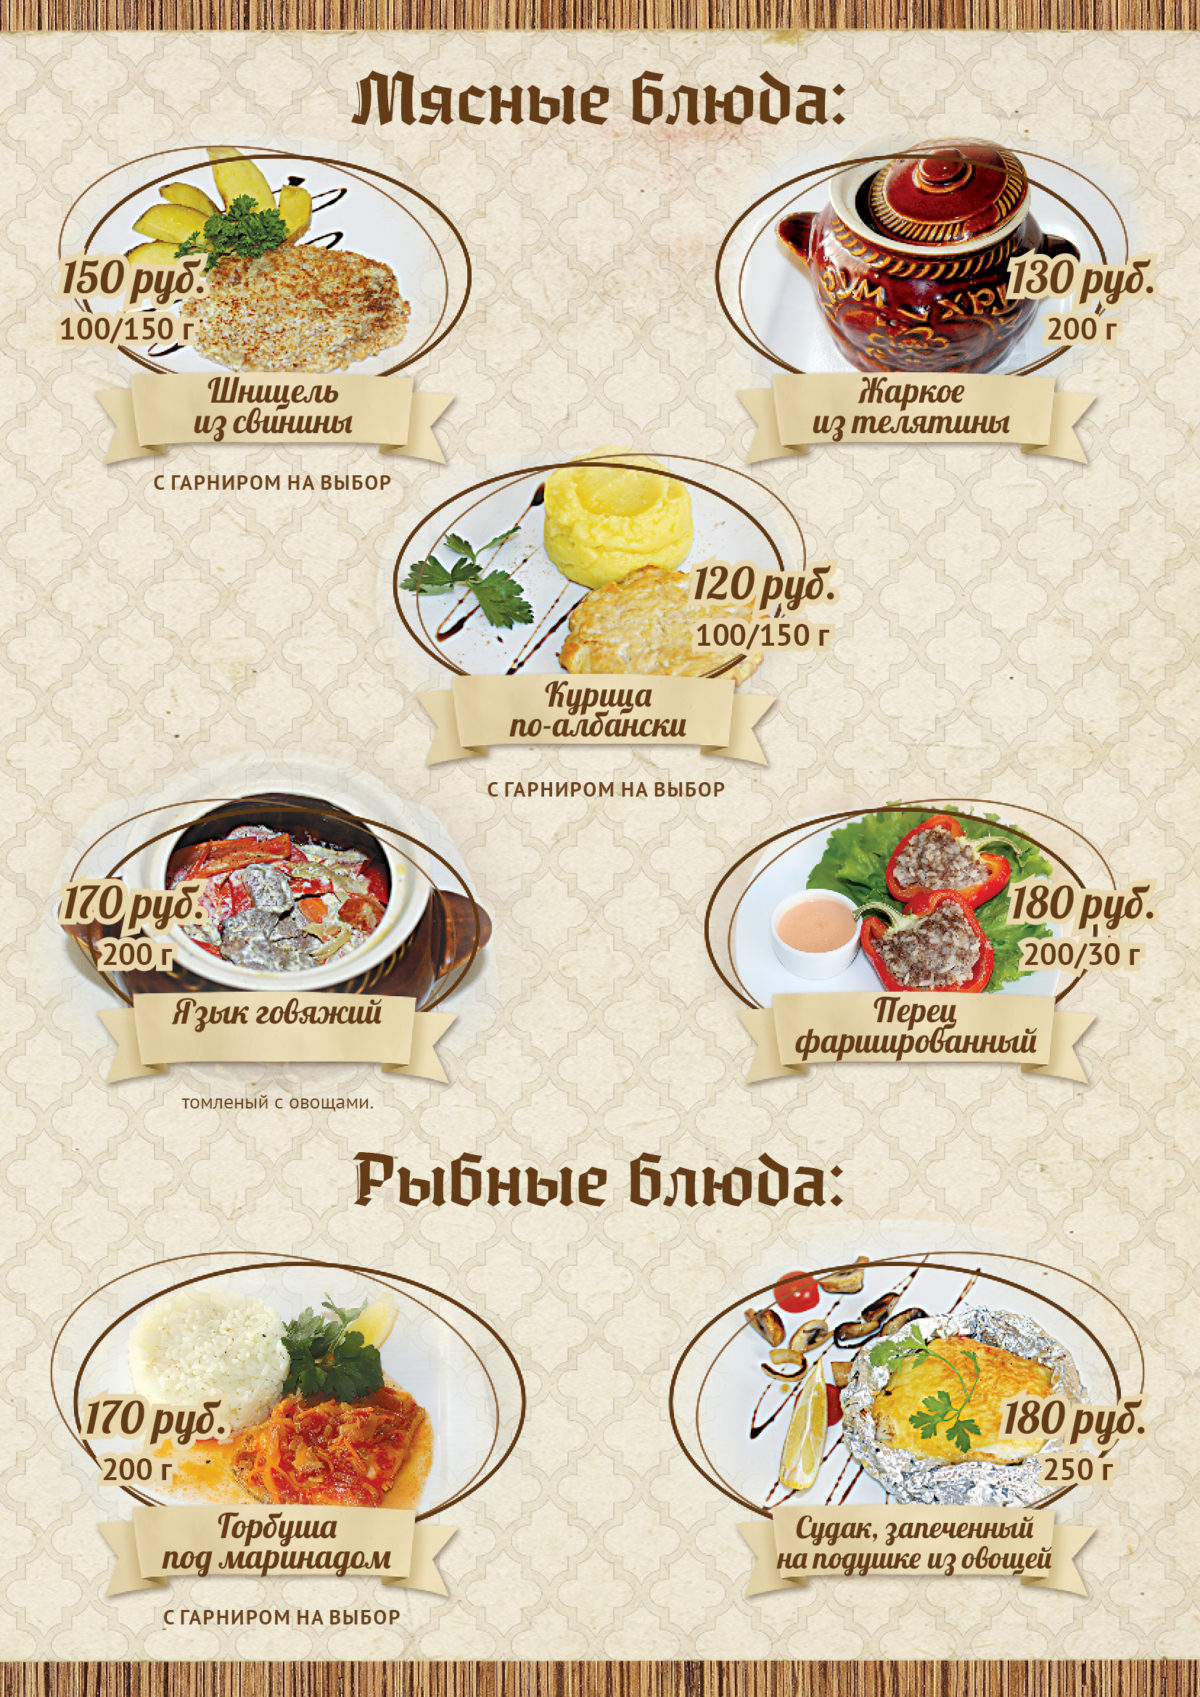 Мясные блюда:
150 руб.
100/150 г
Шницель
из свинины
С ГАРНИРОМ НА ВЫБОР
130 руб.
200 г
Жаркое
из телятины
120 руб.
100/150 г
Курица
по-албански
С ГАРНИРОМ НА ВЫБОР
170 руб.
200 г
Язык говяжий
томленый с овощами.
180 руб.
200/30 г
Перец
фаршированный
Рыбные блюда:
170 руб.
200 г
Горбуша
под маринадом
С ГАРНИРОМ НА ВЫБОР
180 руб.
250 г
Судак, запеченный
на подушке из овощей